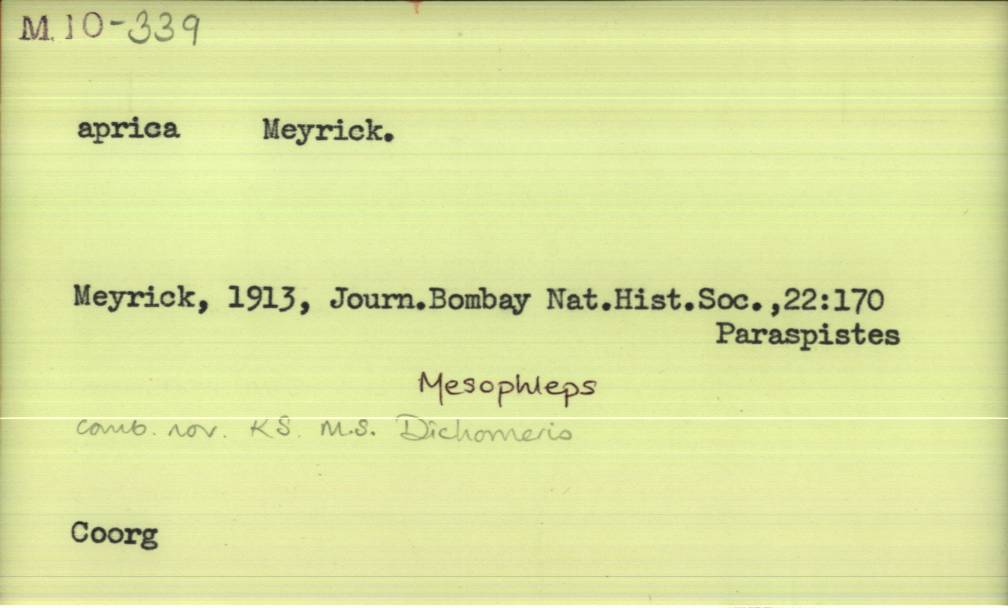 M.10-339
aprica Meyrick.
Meyrick, 1913, Journ.Bombay Nat.Hist.Soc.,22:170
Paraspistes
Mesophleps
comb. nov. KS. M.S. Dichomeris
Coorg